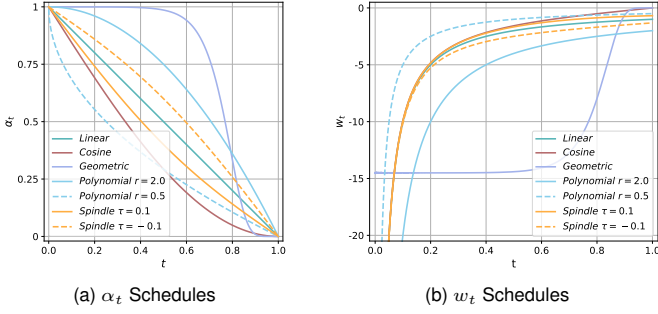 1
0.75
0.5
0.25
0
0.0 0.2 0.4 0.6 0.8 1.0
t
α_t
Linear
Cosine
Geometric
Polynomial r = 2.0
Polynomial r = 0.5
Spindle τ = 0.1
Spindle τ = −0.1
(a) α_t Schedules
0
-5
-10
-15
-20
0.0 0.2 0.4 0.6 0.8 1.0
t
w_t
Linear
Cosine
Geometric
Polynomial r = 2.0
Polynomial r = 0.5
Spindle τ = 0.1
Spindle τ = −0.1
(b) w_t Schedules